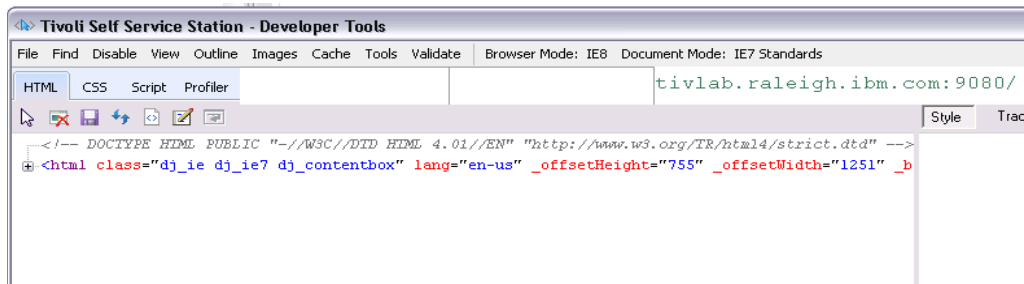 Tivoli Self Service Station - Developer Tools
File Find Disable View Outline Images Cache Tools Validate Browser Mode: IE8 Document Mode: IE7 Standards
HTML CSS Script Profiler tivlab.raleigh.ibm.com:9080/
Style Trac
<!-- DOCTYPE HTML PUBLIC "-//W3C//DTD HTML 4.01//EN" "http://www.w3.org/TR/html4/strict.dtd" -->
<html class="dj_ie dj_ie7 dj_contentbox" lang="en-us" _offsetHeight="755" _offsetWidth="1251" _b